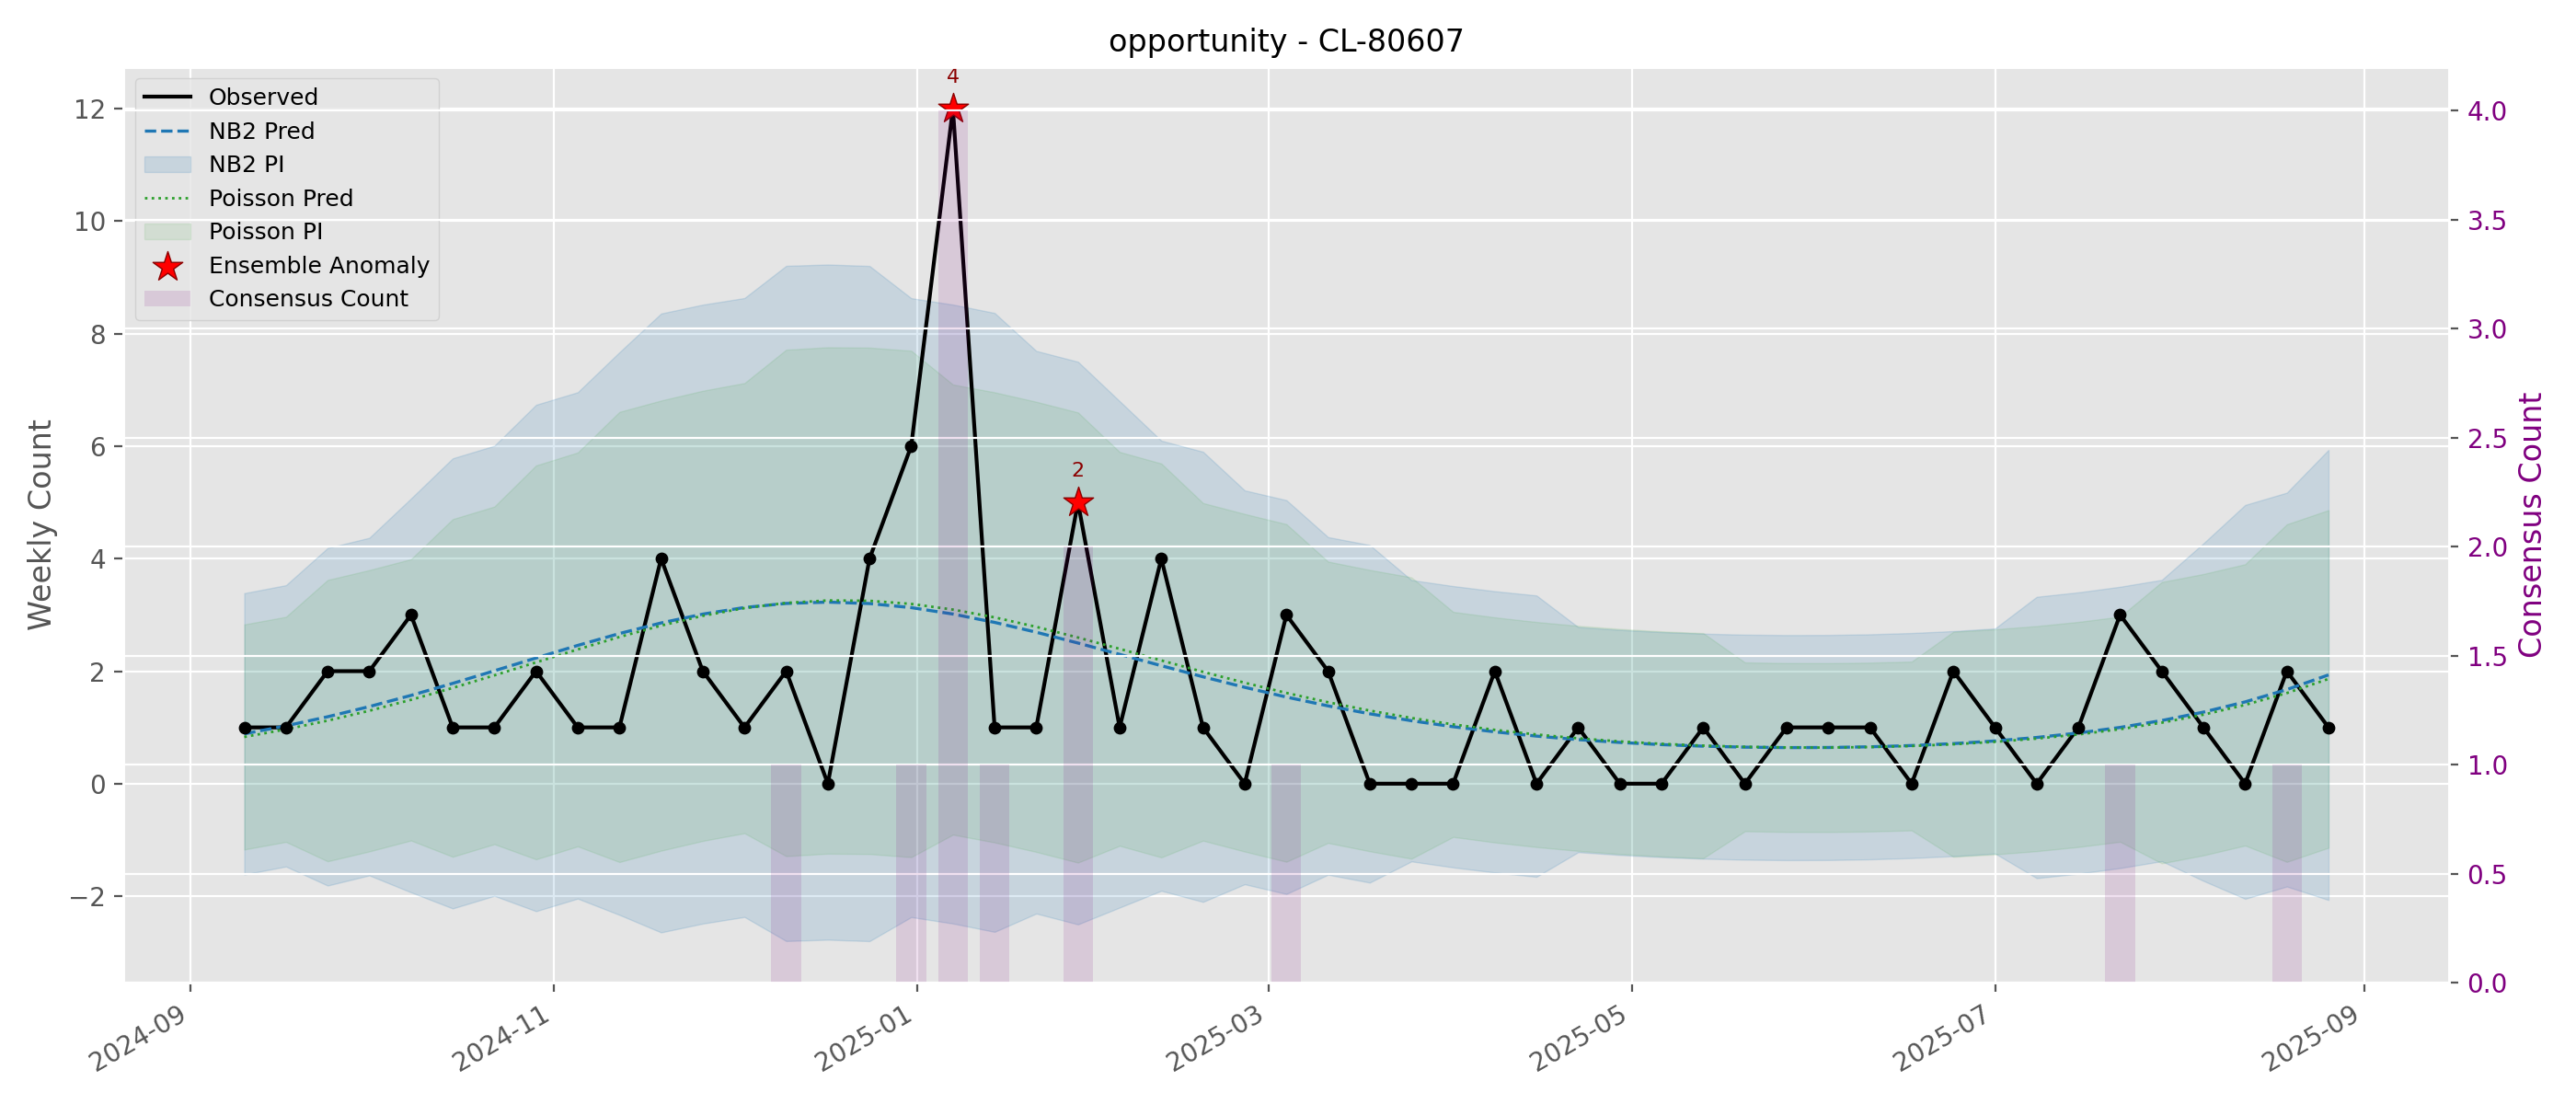 opportunity - CL-80607
Observed
NB2 Pred
NB2 PI
Poisson Pred
Poisson PI
Ensemble Anomaly
Consensus Count
4
2
12
10
8
6
4
2
0
−2
Weekly Count
4.0
3.5
3.0
2.5
2.0
1.5
1.0
0.5
0.0
Consensus Count
2024-09
2024-11
2025-01
2025-03
2025-05
2025-07
2025-09